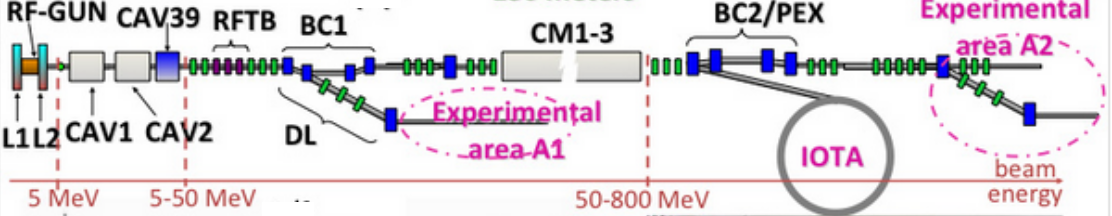 RF-GUN
CAV39
RFTB
BC1
CM1-3
BC2/PEX
Experimental
area A2
L1
L2
CAV1
CAV2
DL
Experimental
area A1
IOTA
beam
energy
5 MeV
5-50 MeV
50-800 MeV